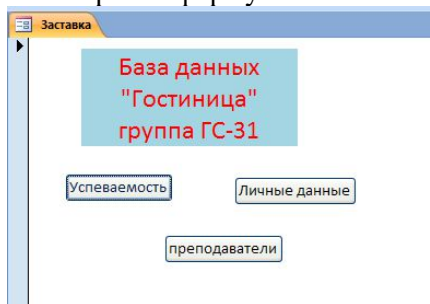 Заставка
База данных
"Гостиница"
группа ГС-31
Успеваемость
Личные данные
преподаватели